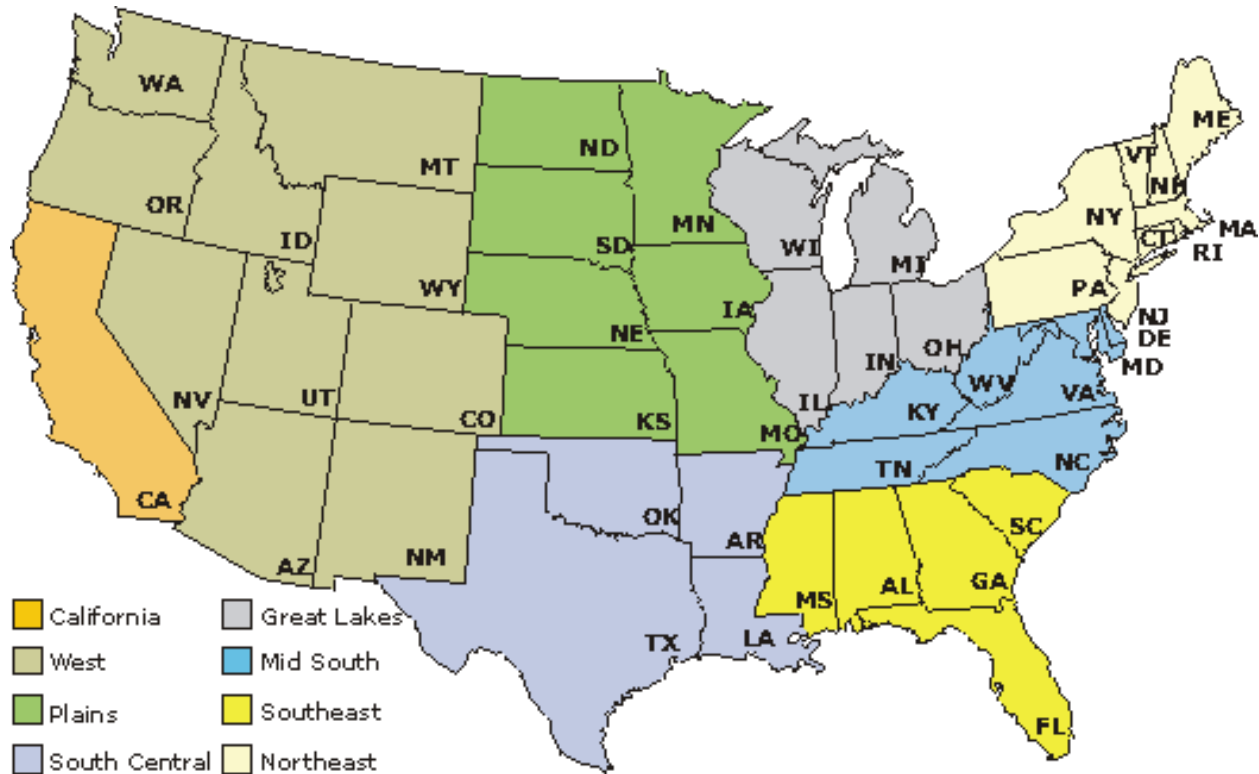 WA
ME
ND
VT
MT
NH
OR
MN
NY
MA
ID
SD
WI
CT
RI
MI
WY
PA
IA
NJ
NE
OH
DE
IN
MD
WV
NV
UT
CO
KS
IL
KY
VA
MO
TN
NC
CA
OK
SC
AR
NM
AZ
GA
MS
AL
California
Great Lakes
TX
LA
West
Mid South
Plains
Southeast
FL
South Central
Northeast